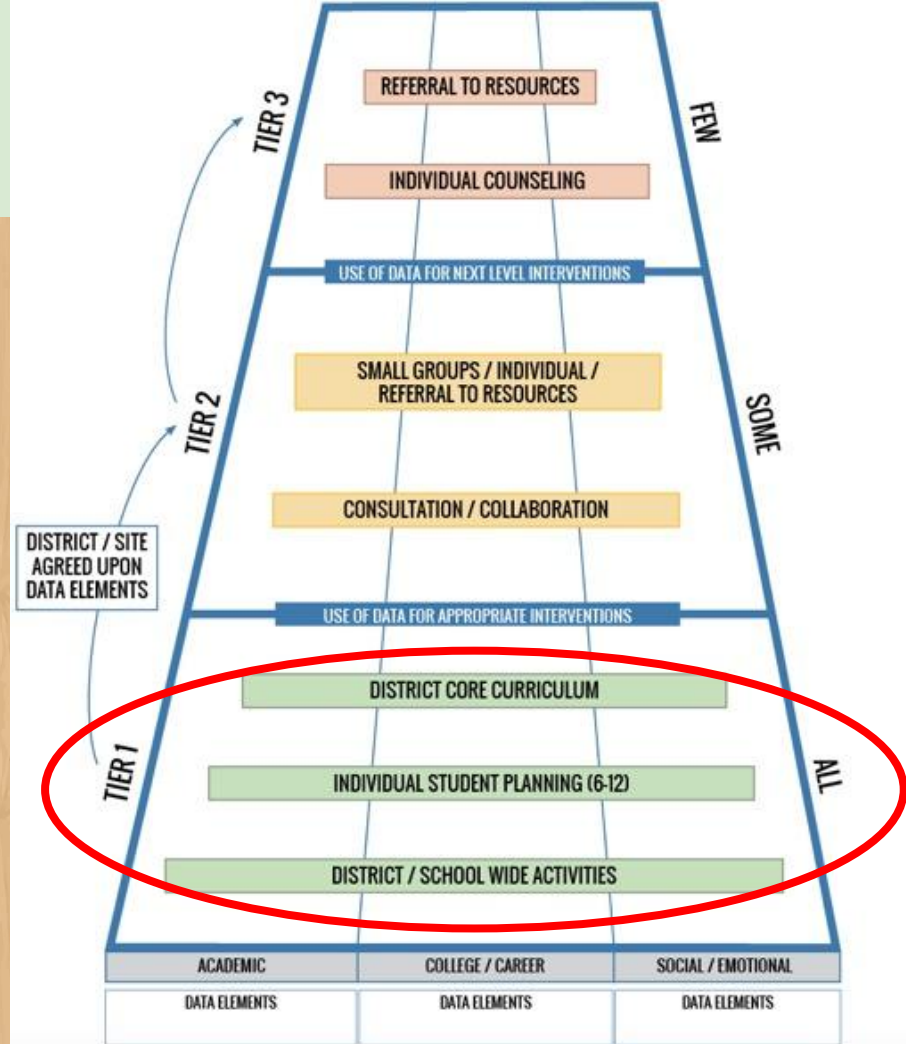 REFERRAL TO RESOURCES
TIER 3
FEW
INDIVIDUAL COUNSELING
USE OF DATA FOR NEXT LEVEL INTERVENTIONS
SMALL GROUPS / INDIVIDUAL /
REFERRAL TO RESOURCES
TIER 2
SOME
CONSULTATION / COLLABORATION
DISTRICT / SITE
AGREED UPON
DATA ELEMENTS
USE OF DATA FOR APPROPRIATE INTERVENTIONS
DISTRICT CORE CURRICULUM
TIER 1
ALL
INDIVIDUAL STUDENT PLANNING (6-12)
DISTRICT / SCHOOL WIDE ACTIVITIES
ACADEMIC
COLLEGE / CAREER
SOCIAL / EMOTIONAL
DATA ELEMENTS
DATA ELEMENTS
DATA ELEMENTS